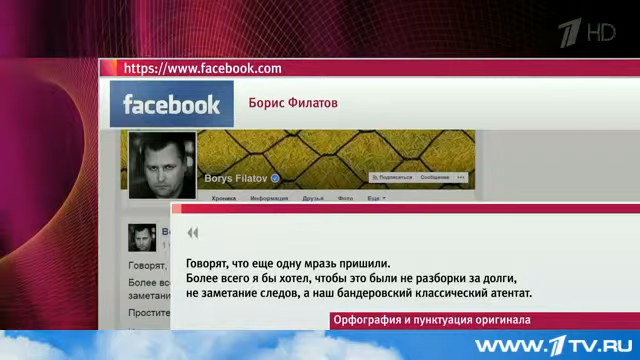 1 HD
https://www.facebook.com
facebook
Борис Филатов
Borys Filatov
Подписаться Сообщение
Хроника Информация Друзья Фото Еще
Говорят,
Более
заметание
Простите
Говорят, что еще одну мразь пришили.
Более всего я бы хотел, чтобы это были не разборки за долги,
не заметание следов, а наш бандеровский классический атентат.
Орфография и пунктуация оригинала
WWW.1TV.RU